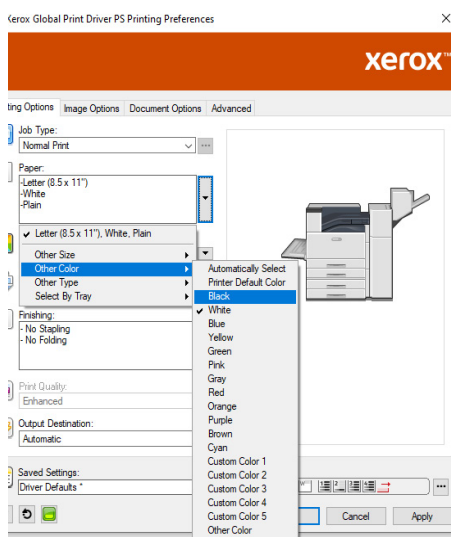 Xerox Global Print Driver PS Printing Preferences
xerox™
ting Options Image Options Document Options Advanced
Job Type:
Normal Print
Paper:
-Letter (8.5 x 11")
-White
-Plain
Letter (8.5 x 11"), White, Plain
Other Size
Other Color
Other Type
Select By Tray
Automatically Select
Printer Default Color
Black
White
Blue
Yellow
Green
Pink
Gray
Red
Orange
Purple
Brown
Cyan
Custom Color 1
Custom Color 2
Custom Color 3
Custom Color 4
Custom Color 5
Other Color
Finishing:
- No Stapling
- No Folding
Print Quality:
Enhanced
Output Destination:
Automatic
Saved Settings:
Driver Defaults *
Cancel Apply